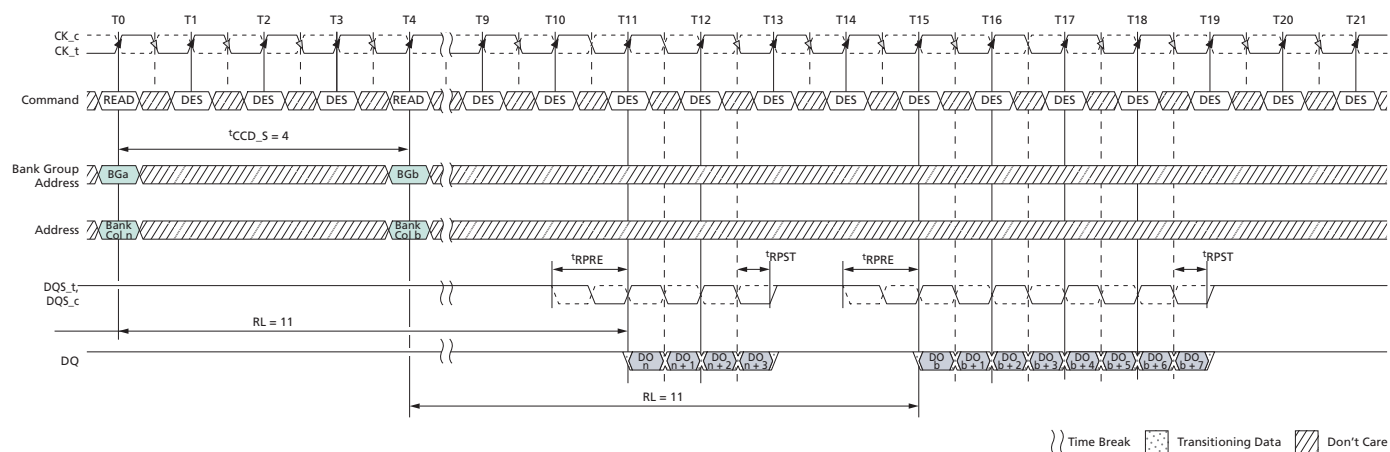 T0 T1 T2 T3 T4 T9 T10 T11 T12 T13 T14 T15 T16 T17 T18 T19 T20 T21
CK_c
CK_t
Command READ DES DES DES READ DES DES DES DES DES DES DES DES DES DES DES DES DES
tCCD_S = 4
Bank Group
Address
BGa BGb
Address
Bank
Col n
Bank
Col b
tRPRE tRPST tRPRE tRPST
DQS_t,
DQS_c
RL = 11
DQ
DO
n
DO
n + 1
DO
n + 2
DO
n + 3
DO
b
DO
b + 1
DO
b + 2
DO
b + 3
DO
b + 4
DO
b + 5
DO
b + 6
DO
b + 7
RL = 11
Time Break Transitioning Data Don't Care